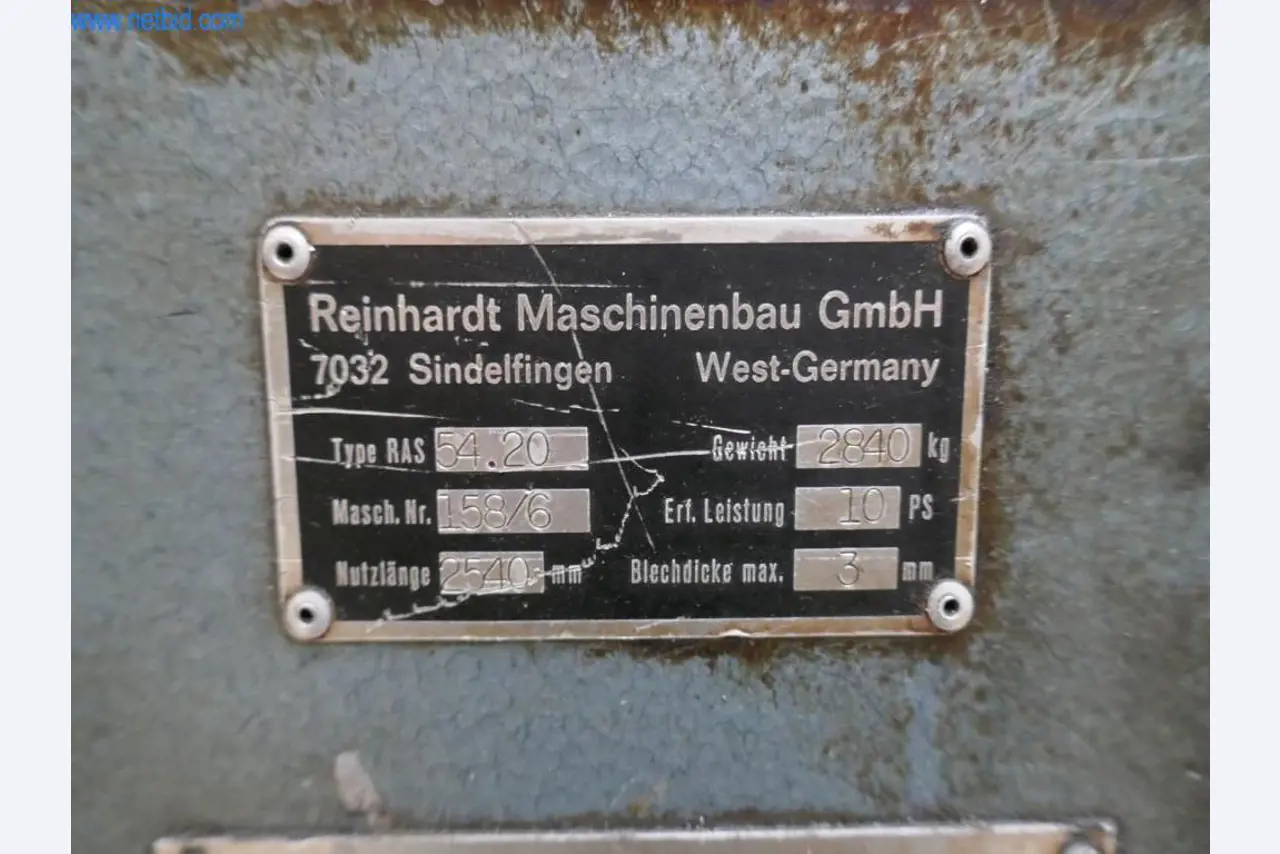 www.netbid.com
Reinhardt Maschinenbau GmbH
7032 Sindelfingen West-Germany
Type RAS 54.20 Gewicht 2840 kg
Masch. Nr. 158/6 Erf. Leistung 10 PS
Nutzlänge 2540 mm Blechdicke max. 3 mm